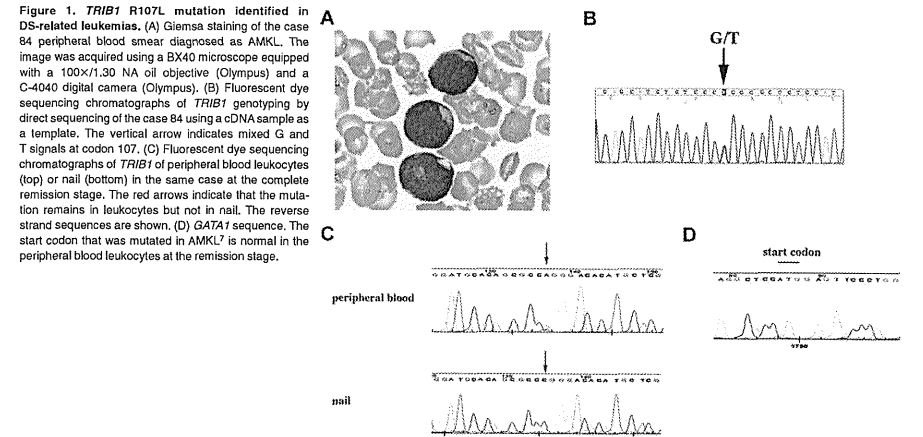 Figure 1. TRIB1 R107L mutation identified in
DS-related leukemias. (A) Giemsa staining of the case
84 peripheral blood smear diagnosed as AMKL. The
image was acquired using a BX40 microscope equipped
with a 100×/1.30 NA oil objective (Olympus) and a
C-4040 digital camera (Olympus). (B) Fluorescent dye
sequencing chromatographs of TRIB1 genotyping by
direct sequencing of the case 84 using a cDNA sample as
a template. The vertical arrow indicates mixed G and
T signals at codon 107. (C) Fluorescent dye sequencing
chromatographs of TRIB1 of peripheral blood leukocytes
(top) or nail (bottom) in the same case at the complete
remission stage. The red arrows indicate that the muta-
tion remains in leukocytes but not in nail. The reverse
strand sequences are shown. (D) GATA1 sequence. The
start codon that was mutated in AMKL7 is normal in the
peripheral blood leukocytes at the remission stage.
A
B
G/T
C
peripheral blood
nail
D
start codon